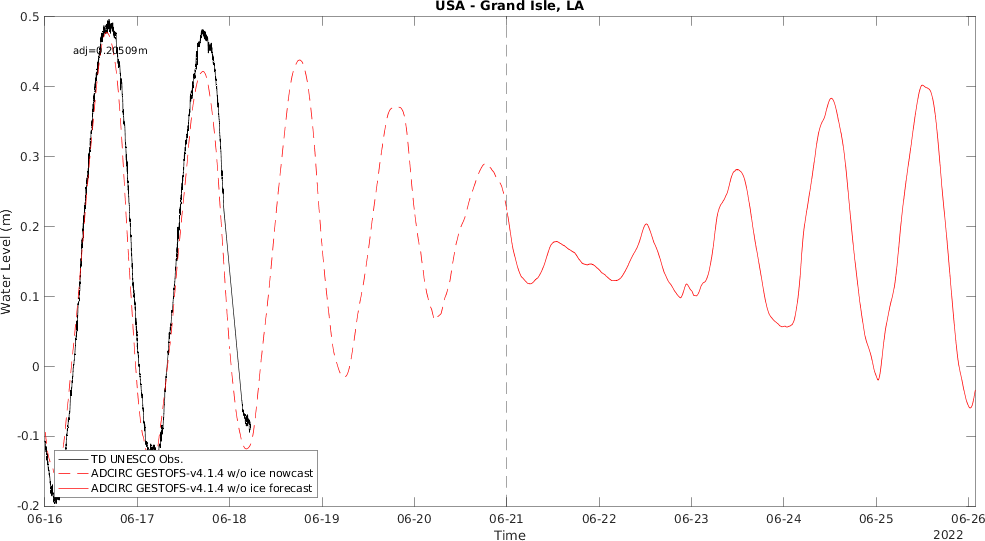 USA - Grand Isle, LA
adj=0.20509m
Water Level (m)
0.5
0.4
0.3
0.2
0.1
0
-0.1
-0.2
TD UNESCO Obs.
ADCIRC GESTOFS-v4.1.4 w/o ice nowcast
ADCIRC GESTOFS-v4.1.4 w/o ice forecast
06-16 06-17 06-18 06-19 06-20 06-21 06-22 06-23 06-24 06-25 06-26
Time
2022